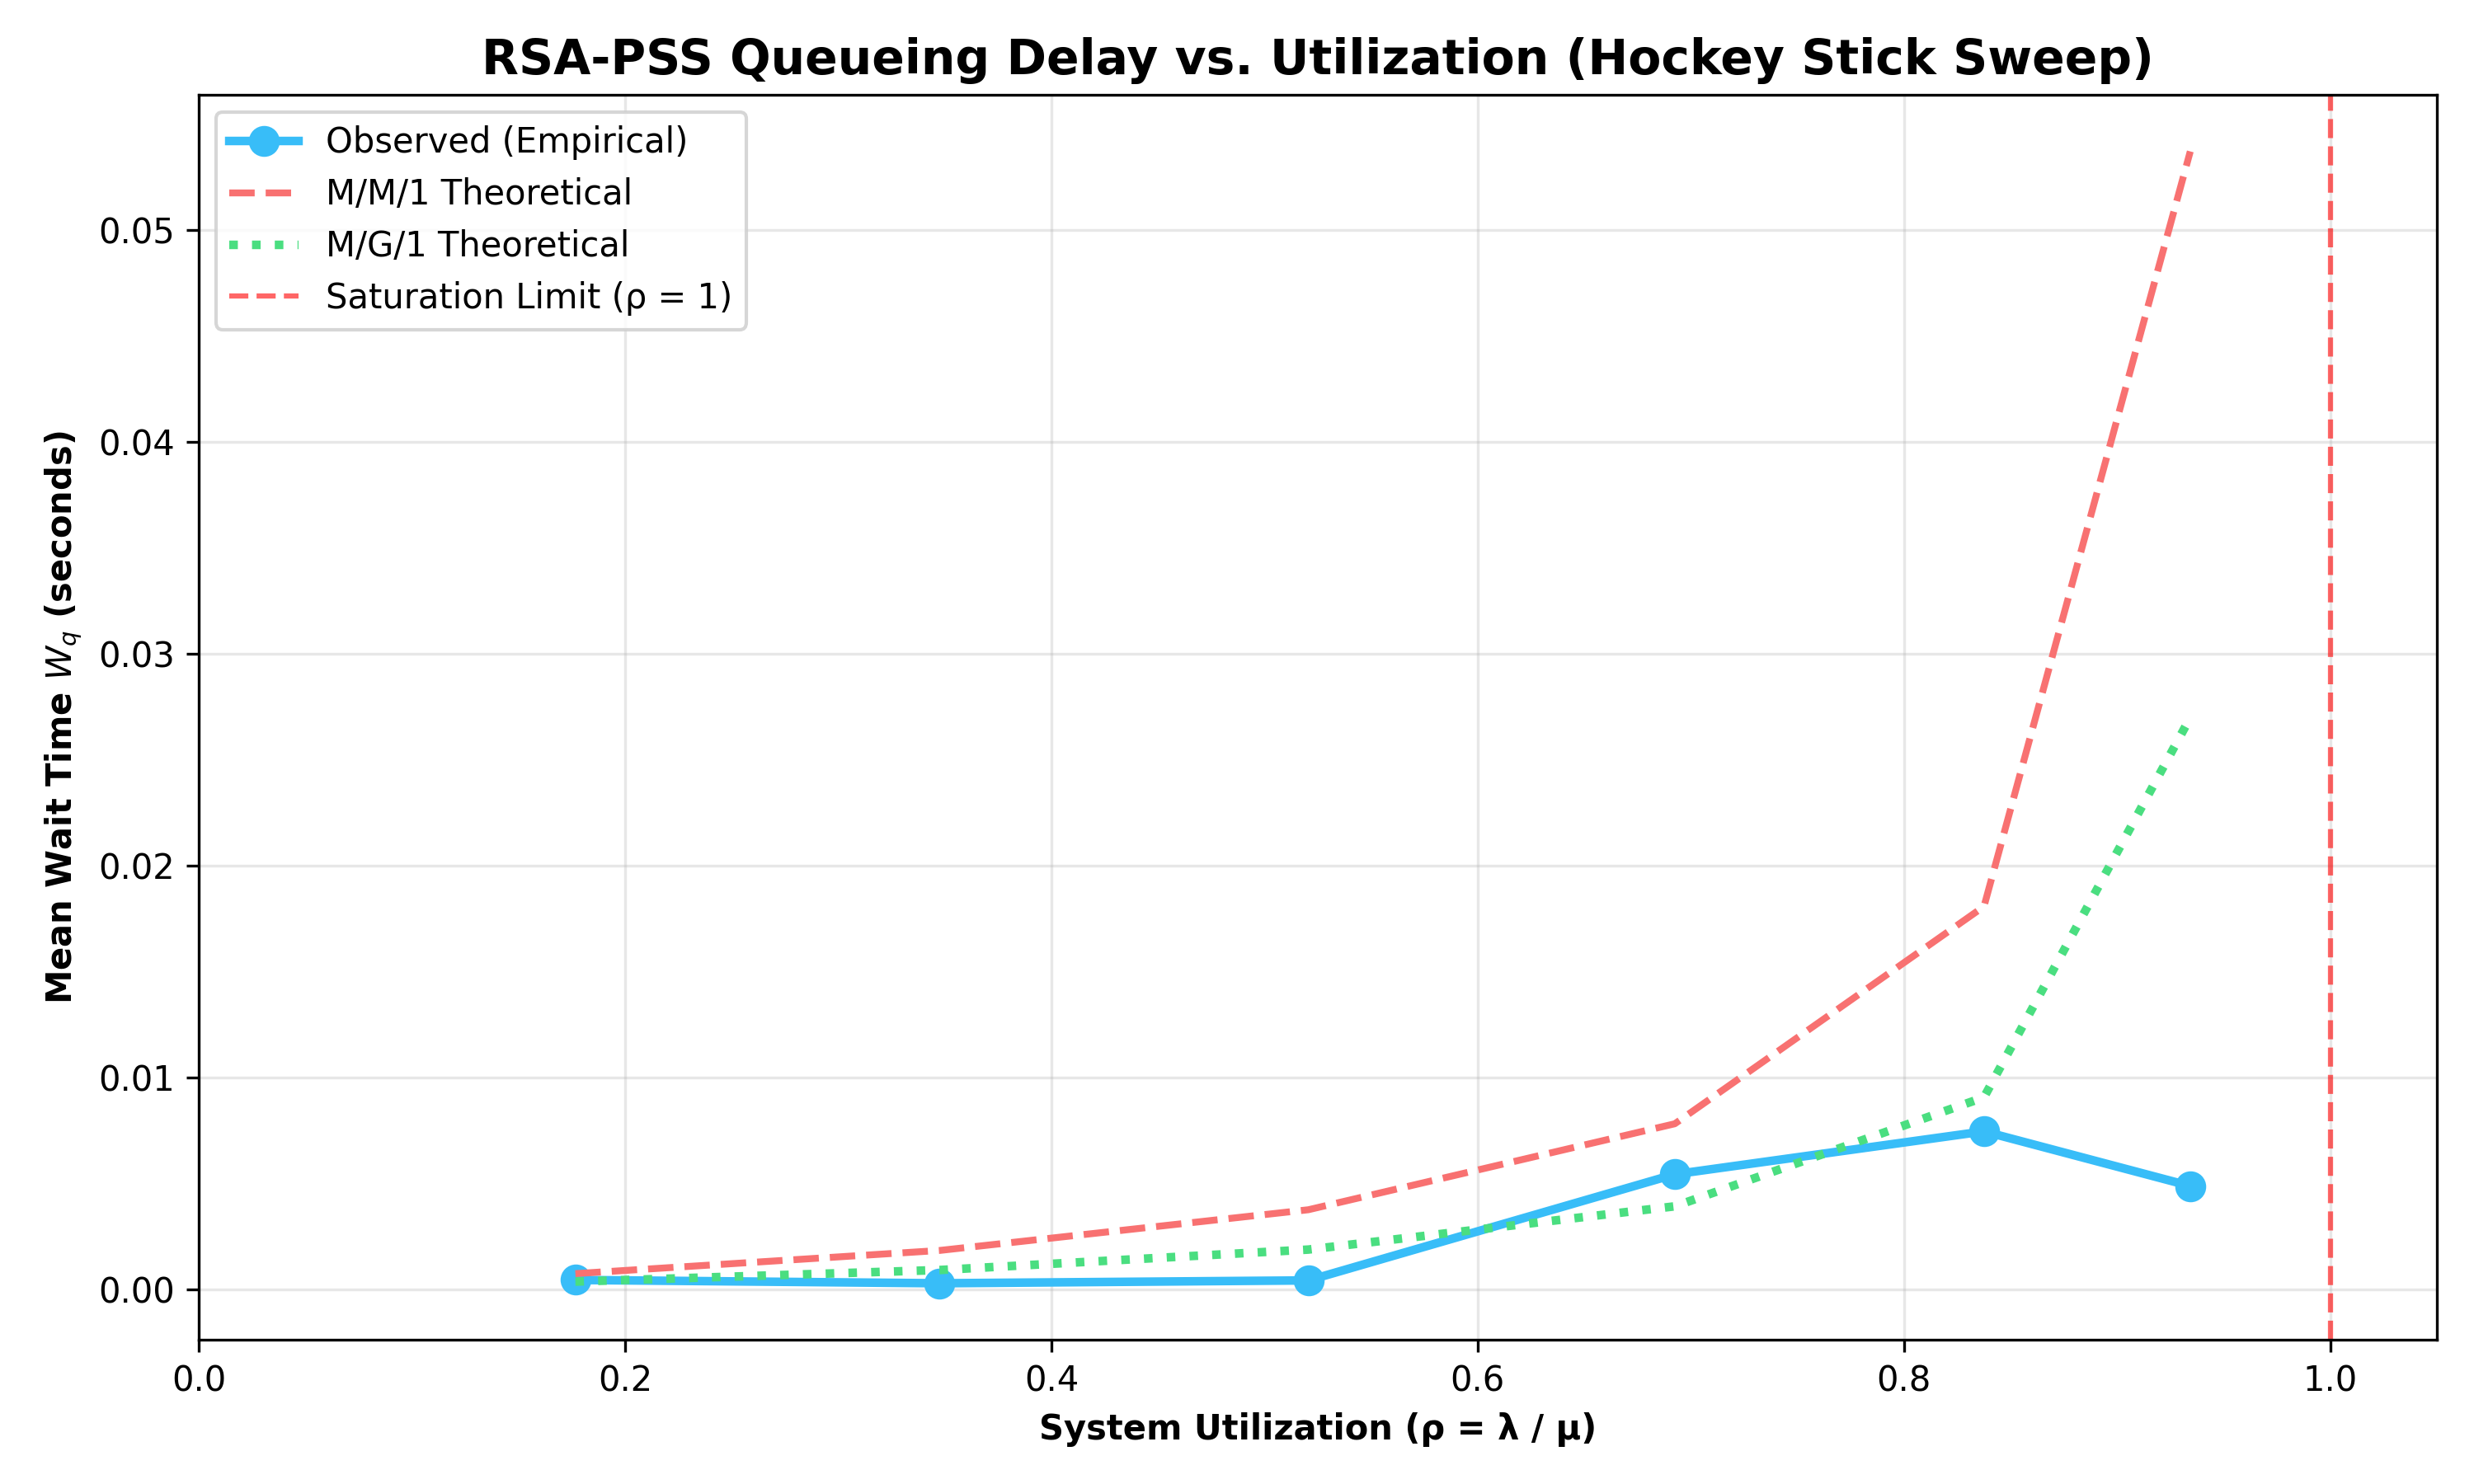 RSA-PSS Queueing Delay vs. Utilization (Hockey Stick Sweep)
Observed (Empirical)
M/M/1 Theoretical
M/G/1 Theoretical
Saturation Limit (ρ = 1)
Mean Wait Time W_q (seconds)
0.05
0.04
0.03
0.02
0.01
0.00
0.0 0.2 0.4 0.6 0.8 1.0
System Utilization (ρ = λ / μ)